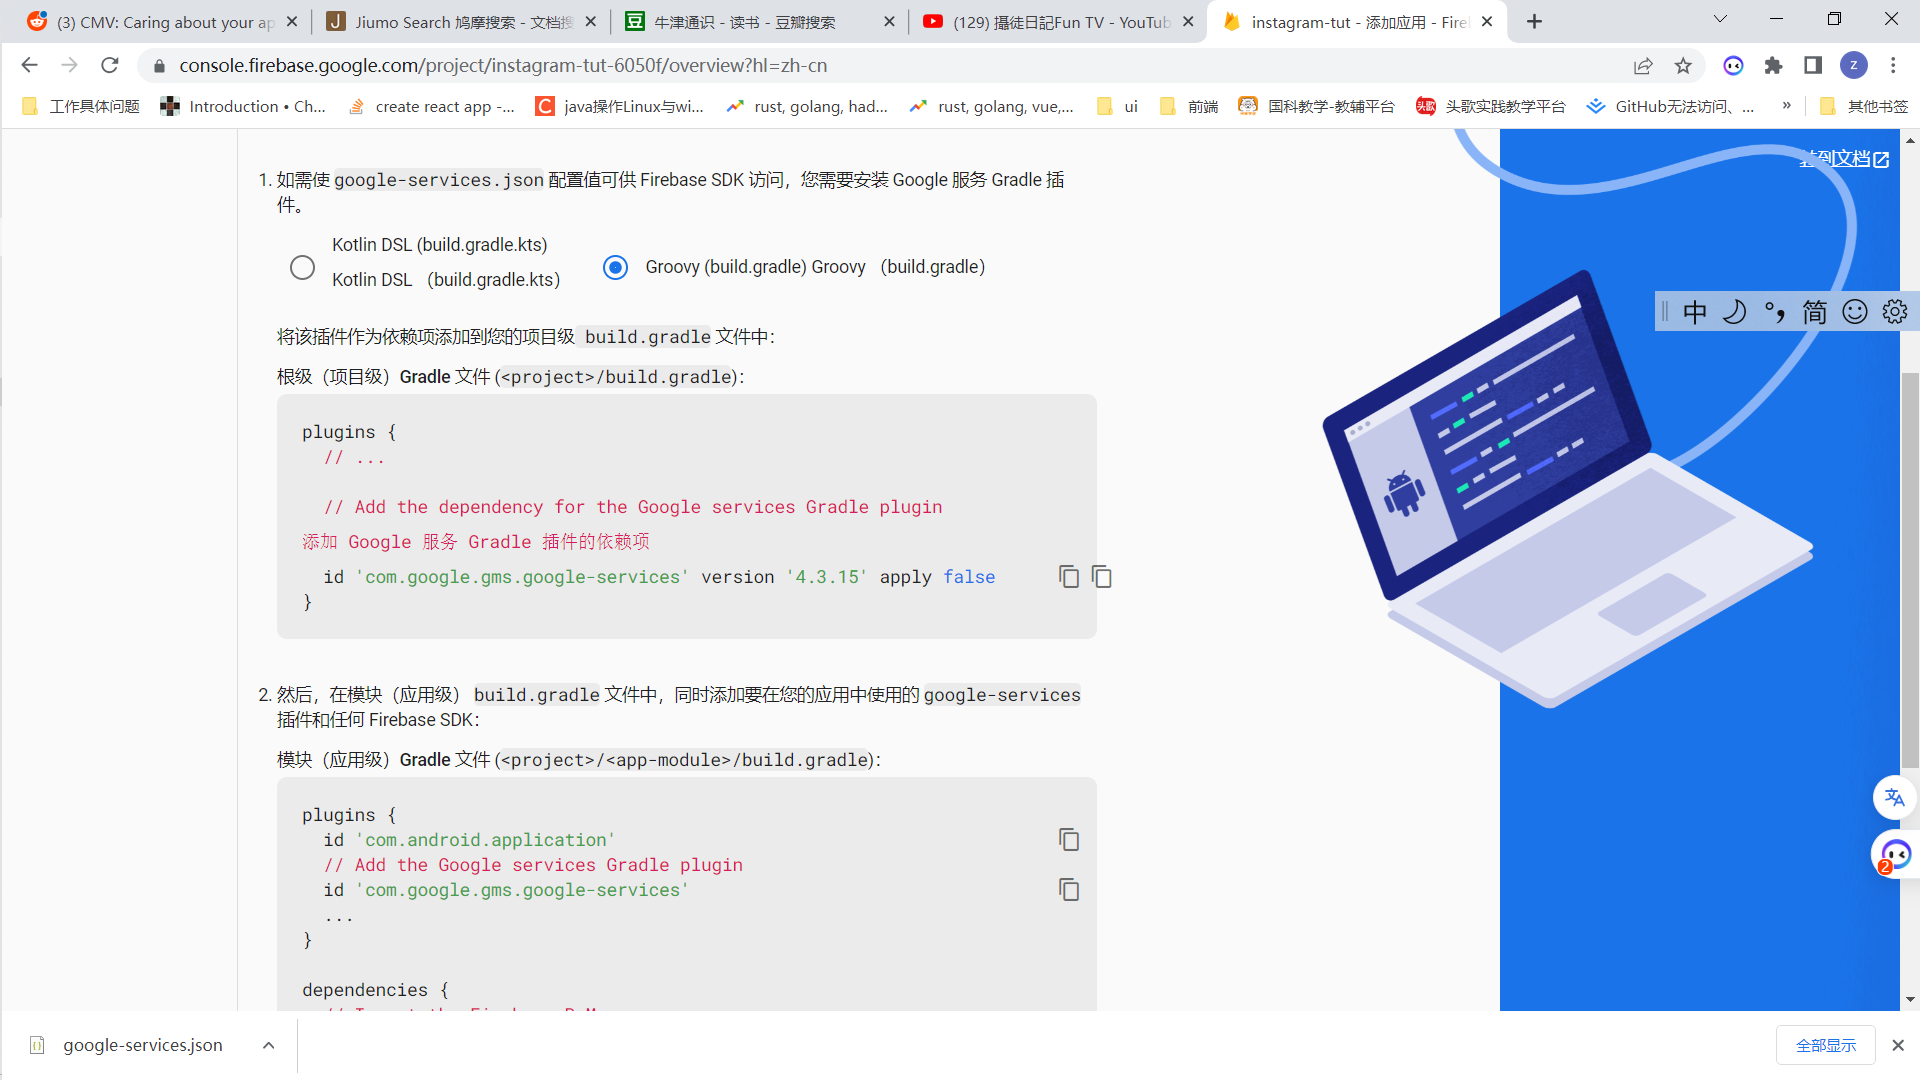 (3) CMV: Caring about your ap
Jiumo Search 鸠摩搜索 - 文档搜
牛津通识 - 读书 - 豆瓣搜索
(129) 攝徒日記Fun TV - YouTub
instagram-tut - 添加应用 - Fire
console.firebase.google.com/project/instagram-tut-6050f/overview?hl=zh-cn
z
工作具体问题
Introduction • Ch...
create react app -...
java操作Linux与wi...
rust, golang, had...
rust, golang, vue,...
ui
前端
国科教学-教辅平台
头歌
头歌实践教学平台
GitHub无法访问、...
»
其他书签
转到文档
1. 如需使 google-services.json 配置值可供 Firebase SDK 访问，您需要安装 Google 服务 Gradle 插
件。
Kotlin DSL (build.gradle.kts)
Kotlin DSL （build.gradle.kts）
Groovy (build.gradle) Groovy （build.gradle）
中 简
将该插件作为依赖项添加到您的项目级 build.gradle 文件中：
根级（项目级）Gradle 文件 (<project>/build.gradle)：
plugins {
// ...
// Add the dependency for the Google services Gradle plugin
添加 Google 服务 Gradle 插件的依赖项
id 'com.google.gms.google-services' version '4.3.15' apply false
}
2. 然后，在模块（应用级） build.gradle 文件中，同时添加要在您的应用中使用的 google-services
插件和任何 Firebase SDK：
模块（应用级）Gradle 文件 (<project>/<app-module>/build.gradle)：
plugins {
id 'com.android.application'
// Add the Google services Gradle plugin
id 'com.google.gms.google-services'
...
}
dependencies {
2
google-services.json
全部显示